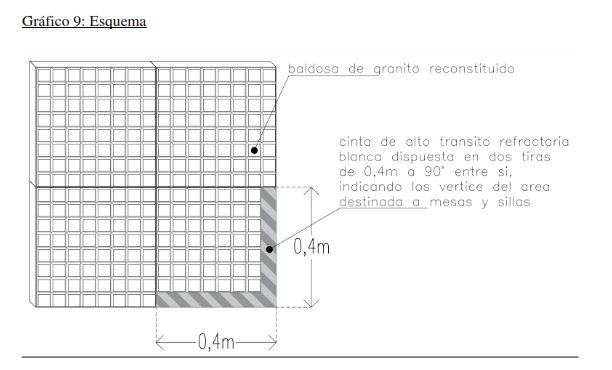 Gráfico 9: Esquema
baldosa de granito reconstituido
cinta de alto transito refractaria
blanca dispuesta en dos tiras
de 0,4m a 90° entre si,
indicando los vertice del area
destinada a mesas y sillas
0,4m
0,4m